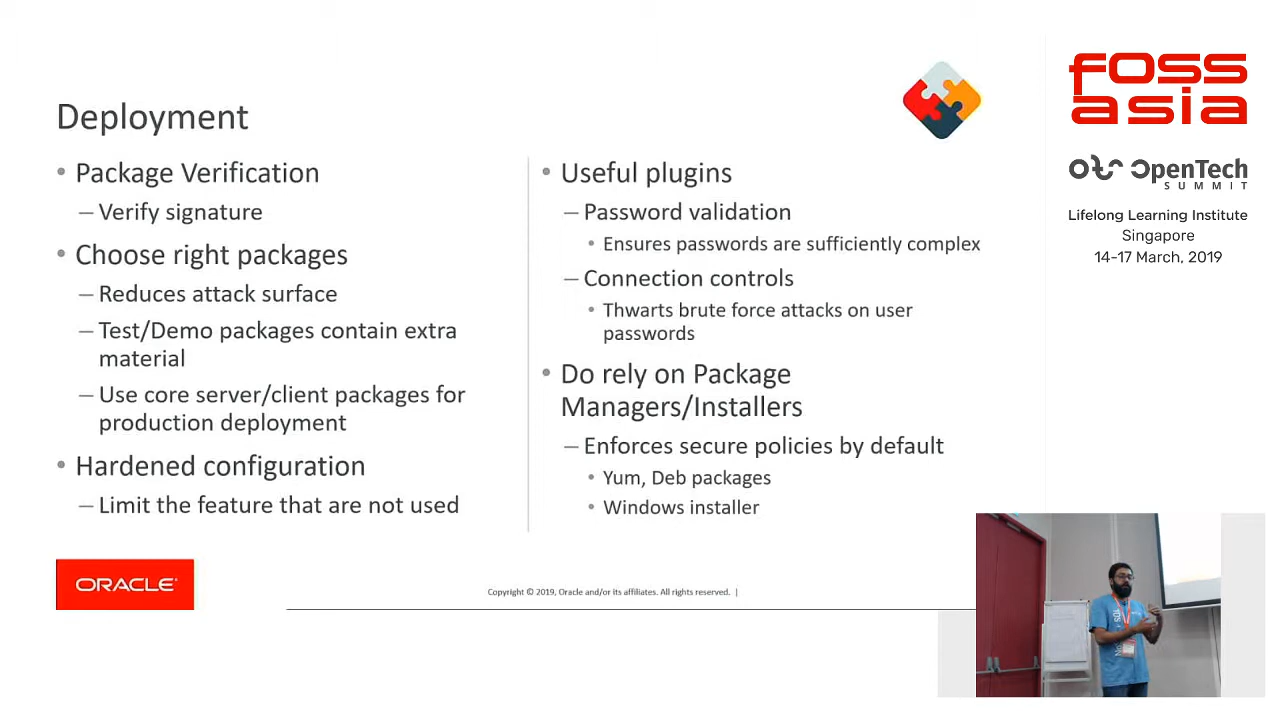 Deployment
• Package Verification
– Verify signature
• Choose right packages
– Reduces attack surface
– Test/Demo packages contain extra
material
– Use core server/client packages for
production deployment
• Hardened configuration
– Limit the feature that are not used
• Useful plugins
– Password validation
• Ensures passwords are sufficiently complex
– Connection controls
• Thwarts brute force attacks on user
passwords
• Do rely on Package
Managers/Installers
– Enforces secure policies by default
• Yum, Deb packages
• Windows installer
ORACLE
Copyright © 2019, Oracle and/or its affiliates. All rights reserved. |
FOSS
asia
OpenTech
SUMMIT
Lifelong Learning Institute
Singapore
14-17 March, 2019